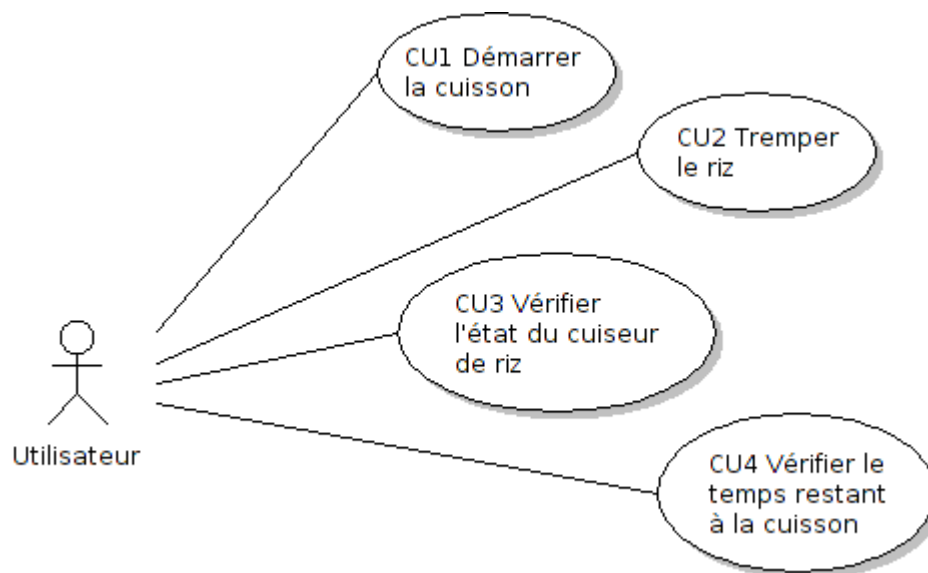 CU1 Démarrer
la cuisson
CU2 Tremper
le riz
CU3 Vérifier
l'état du cuiseur
de riz
Utilisateur
CU4 Vérifier le
temps restant
à la cuisson